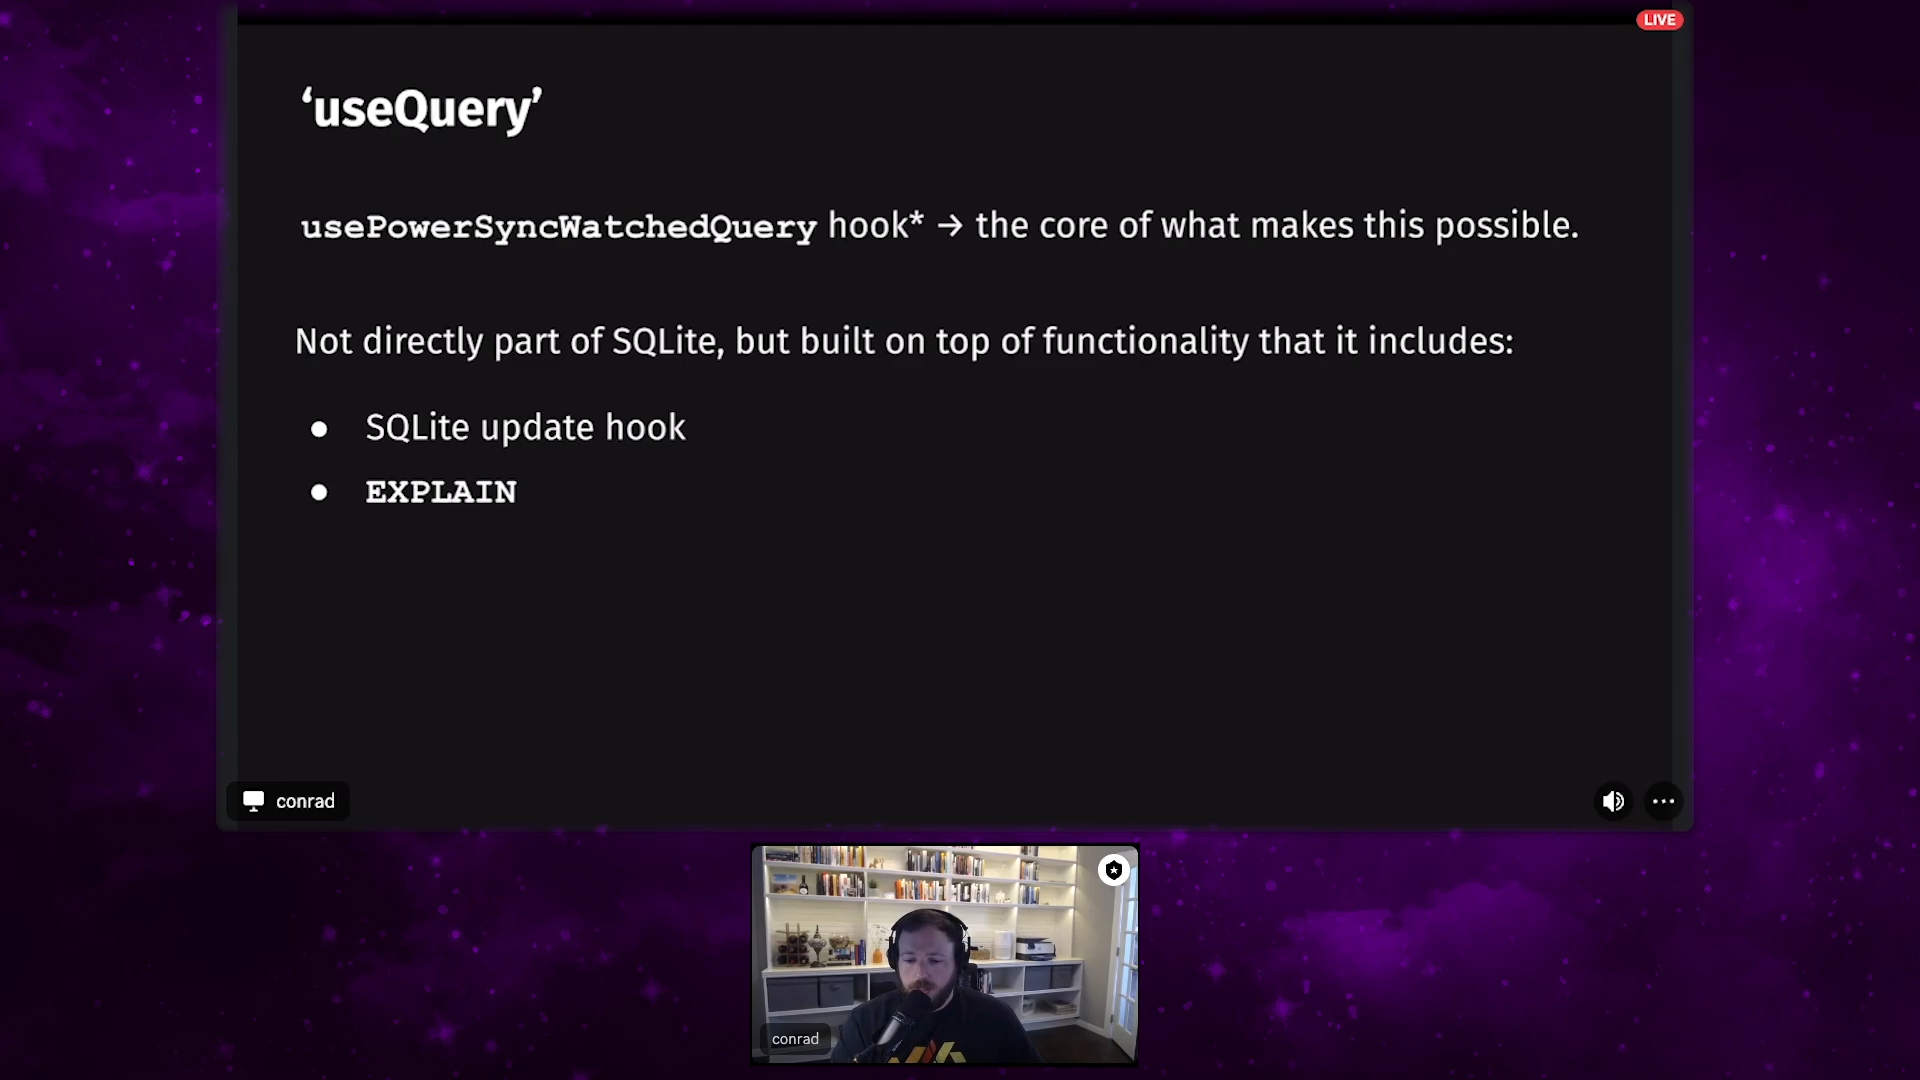 LIVE
‘useQuery’
usePowerSyncWatchedQuery hook* → the core of what makes this possible.
Not directly part of SQLite, but built on top of functionality that it includes:
● SQLite update hook
● EXPLAIN
conrad
conrad